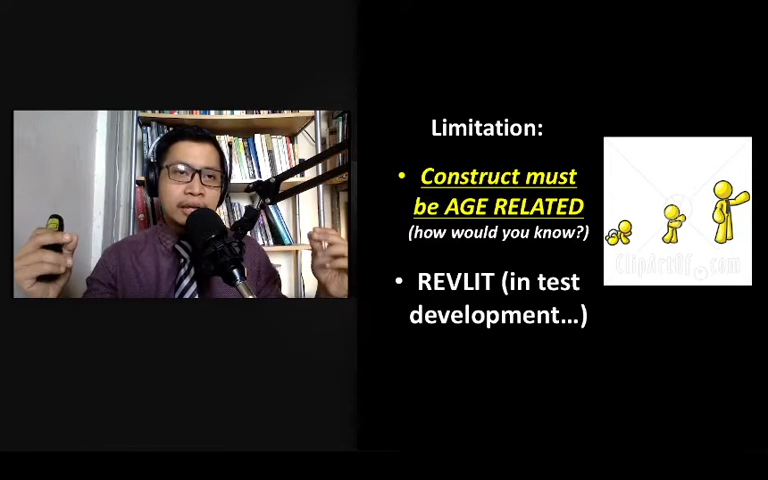 Limitation:
• Construct must
be AGE RELATED
(how would you know?)
• REVLIT (in test
development...)
ClipArtOf.com